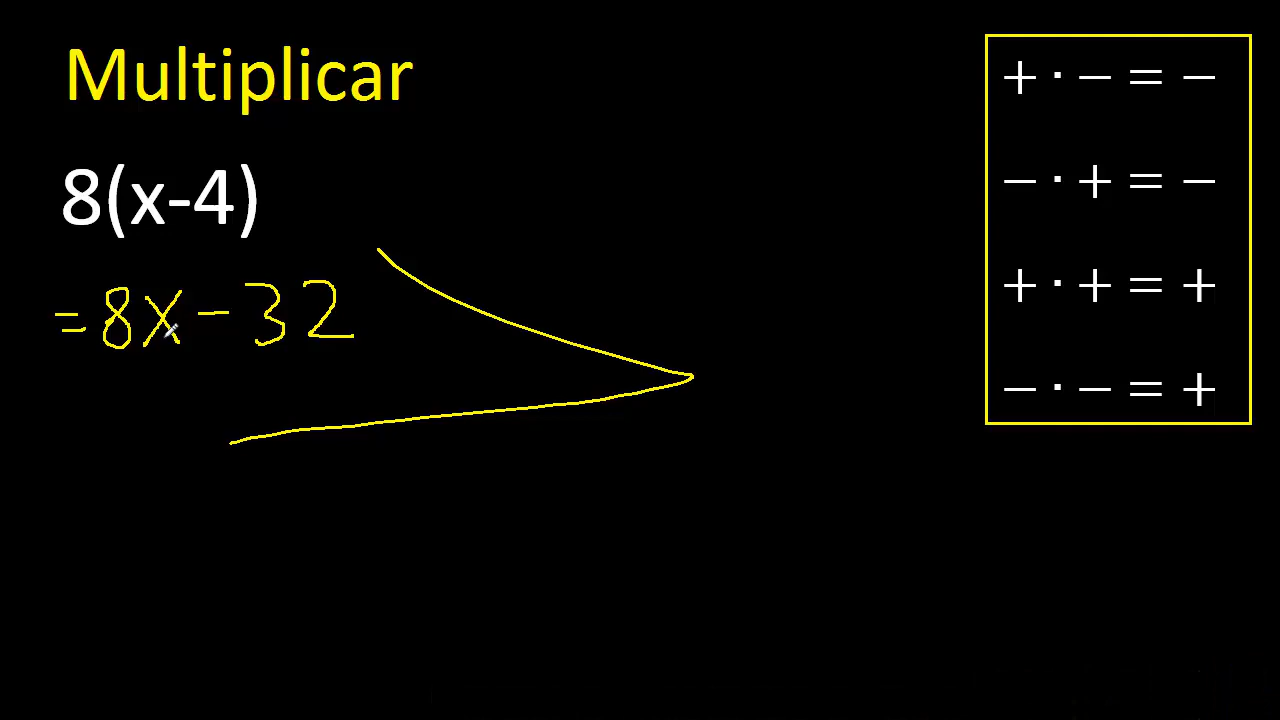 Multiplicar
8(x-4)
=8x-32
+ · − = −
− · + = −
+ · + = +
− · − = +